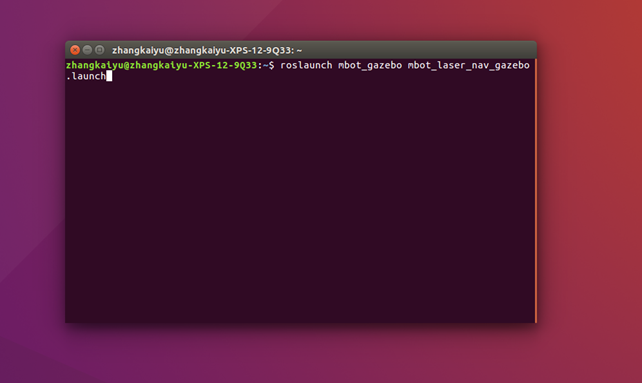 zhangkaiyu@zhangkaiyu-XPS-12-9Q33: ~
zhangkaiyu@zhangkaiyu-XPS-12-9Q33:~$ roslaunch mbot_gazebo mbot_laser_nav_gazebo
.launch